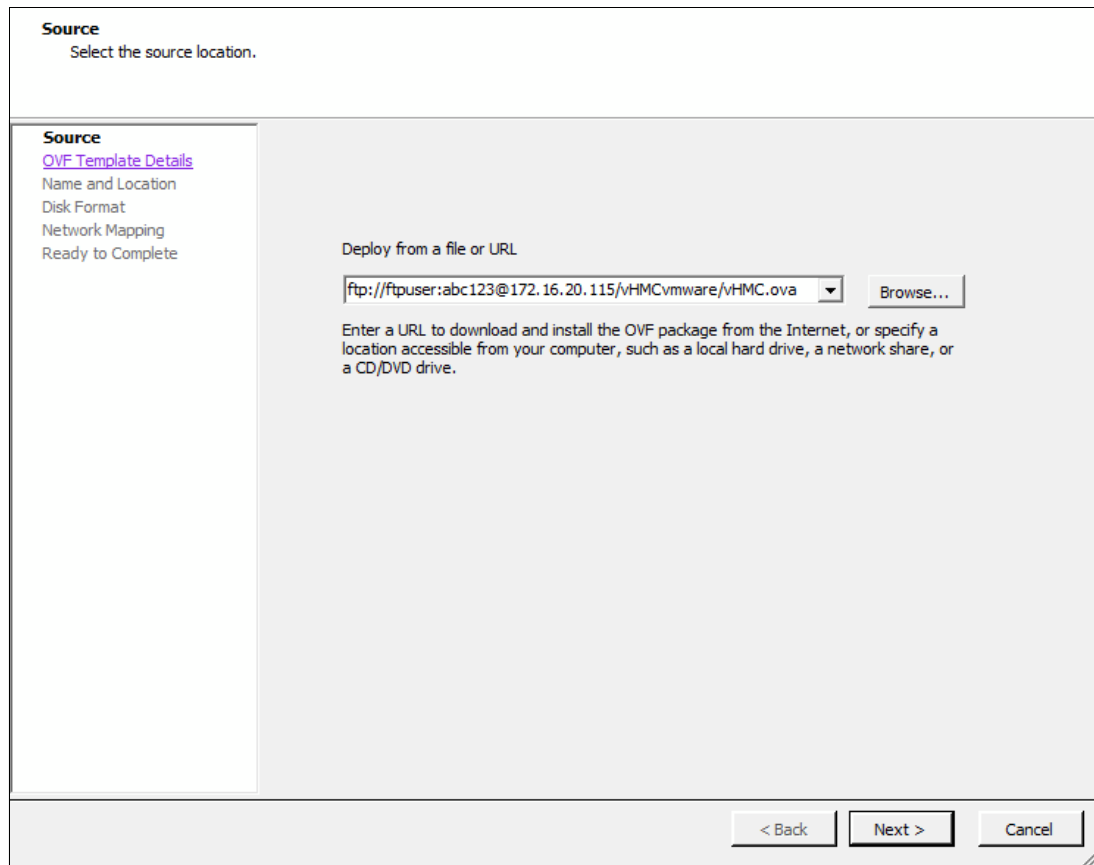 Source
Select the source location.
Source
OVF Template Details
Name and Location
Disk Format
Network Mapping
Ready to Complete
Deploy from a file or URL
ftp://ftpuser:abc123@172.16.20.115/vHMCvmware/vHMC.ova
Browse...
Enter a URL to download and install the OVF package from the Internet, or specify a
location accessible from your computer, such as a local hard drive, a network share, or
a CD/DVD drive.
< Back
Next >
Cancel